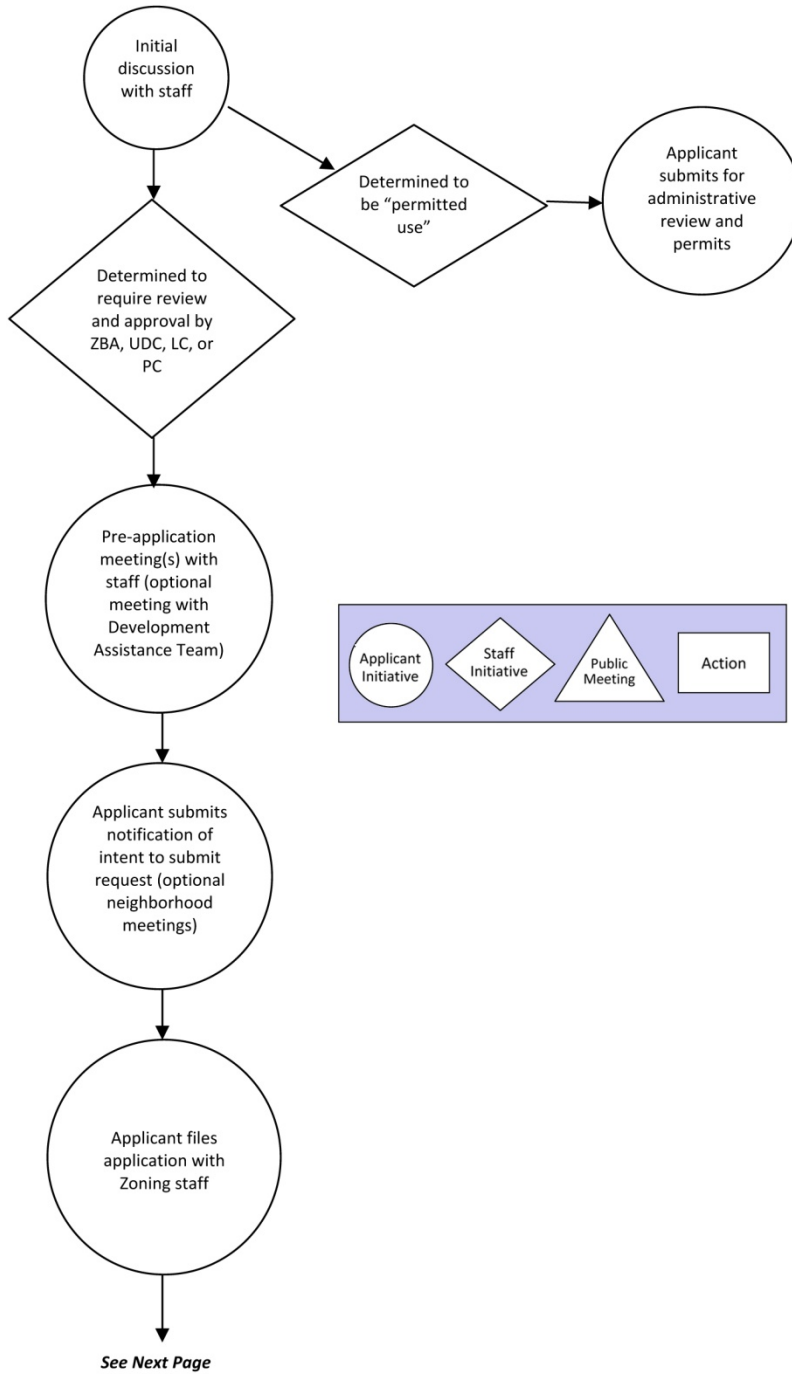 Initial
discussion
with staff
Determined to
be “permitted
use”
Applicant
submits for
administrative
review and
permits
Determined to
require review
and approval by
ZBA, UDC, LC, or
PC
Pre-application
meeting(s) with
staff (optional
meeting with
Development
Assistance Team)
Applicant
Initiative
Staff
Initiative
Public
Meeting
Action
Applicant submits
notification of
intent to submit
request (optional
neighborhood
meetings)
Applicant files
application with
Zoning staff
See Next Page